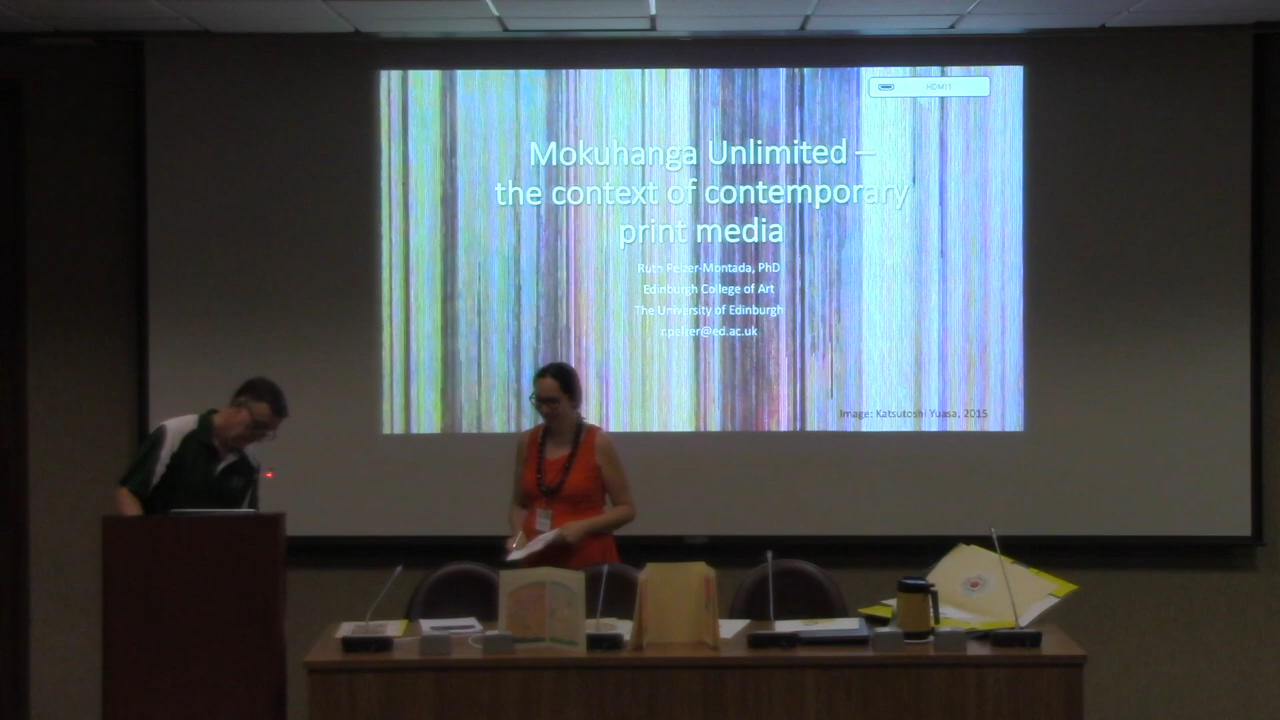 HDMI1
Mokuhanga Unlimited –
the context of contemporary
print media
Ruth Pelzer-Montada, PhD
Edinburgh College of Art
The University of Edinburgh
r.pelzer@ed.ac.uk
Image: Katsutoshi Yuasa, 2015